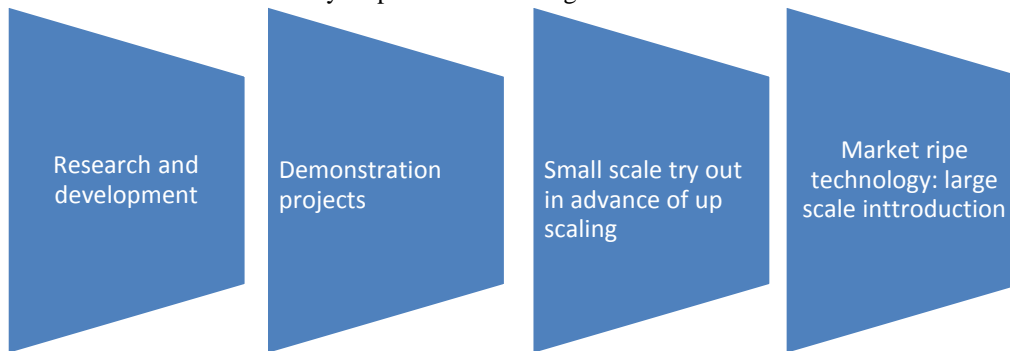 Research and
development
Demonstration
projects
Small scale try out
in advance of up
scaling
Market ripe
technology: large
scale inttroduction